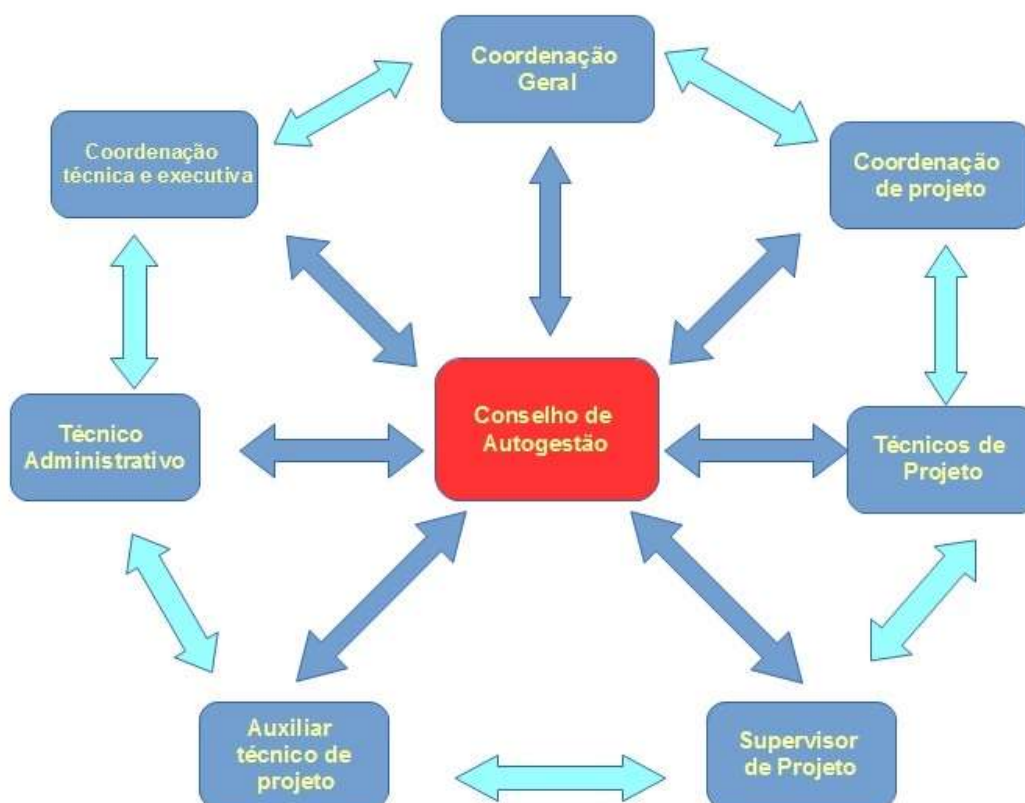 Coordenação
Geral
Coordenação
técnica e executiva
Coordenação
de projeto
Conselho de
Autogestão
Técnico
Administrativo
Técnicos de
Projeto
Auxiliar
técnico de
projeto
Supervisor
de Projeto